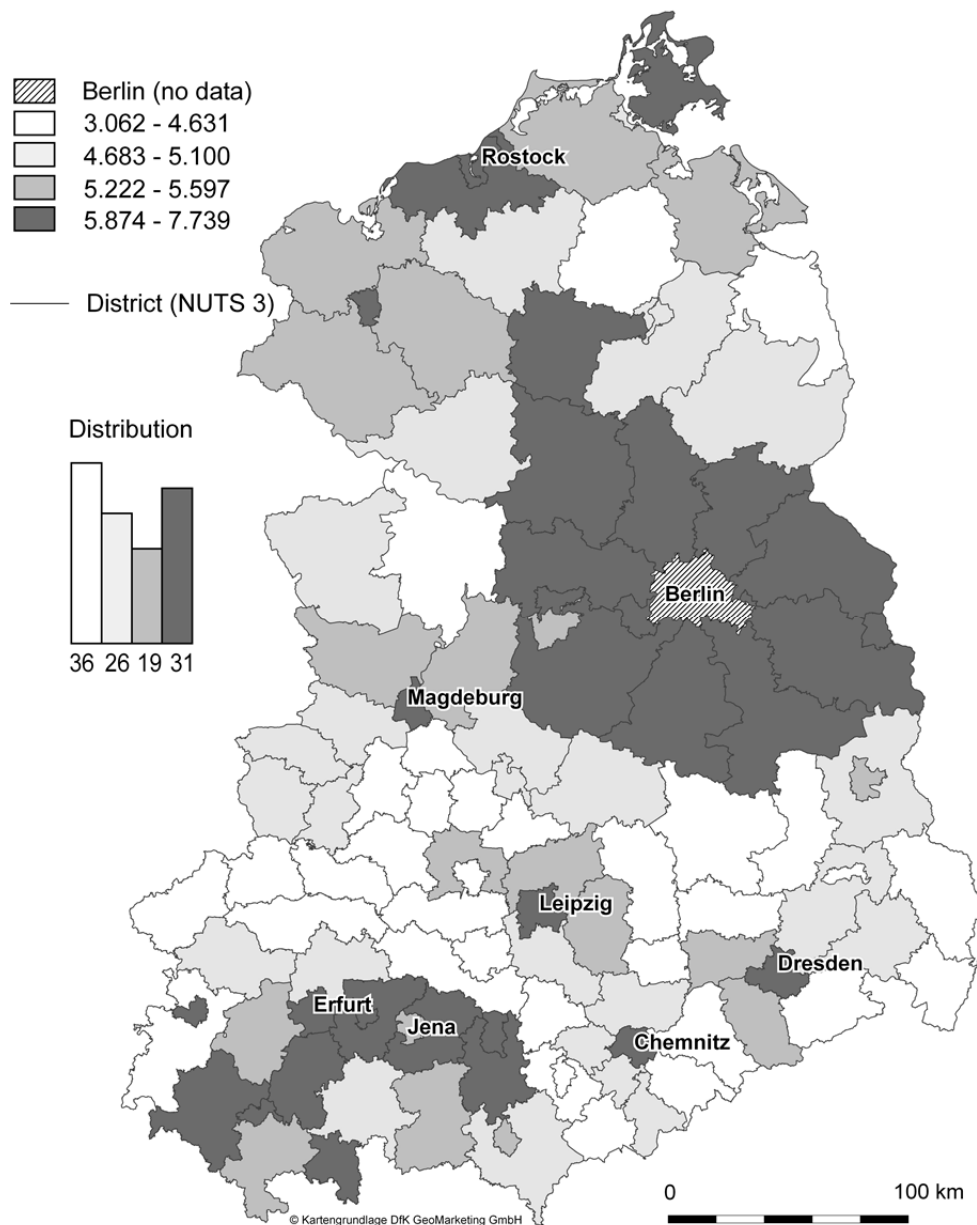 Berlin (no data)
3.062 - 4.631
4.683 - 5.100
5.222 - 5.597
5.874 - 7.739
District (NUTS 3)
Distribution
36 26 19 31
Rostock
Berlin
Magdeburg
Leipzig
Dresden
Erfurt
Jena
Chemnitz
0 100 km
© Kartengrundlage DfK GeoMarketing GmbH